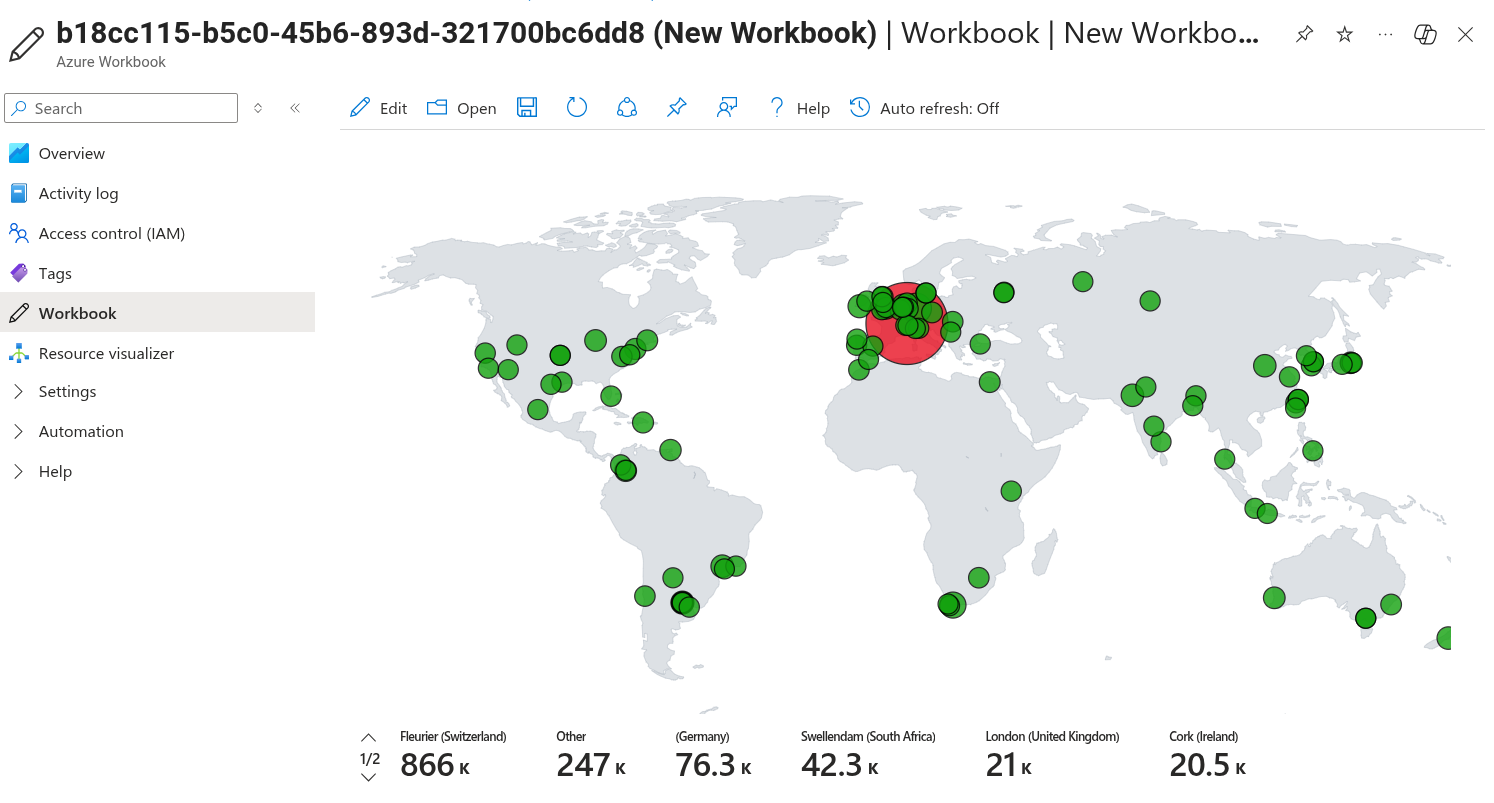 b18cc115-b5c0-45b6-893d-321700bc6dd8 (New Workbook) | Workbook | New Workbo...
Azure Workbook
Search
Edit
Open
Help
Auto refresh: Off
Overview
Activity log
Access control (IAM)
Tags
Workbook
Resource visualizer
Settings
Automation
Help
1/2
Fleurier (Switzerland)
866 K
Other
247 K
(Germany)
76.3 K
Swellendam (South Africa)
42.3 K
London (United Kingdom)
21 K
Cork (Ireland)
20.5 K